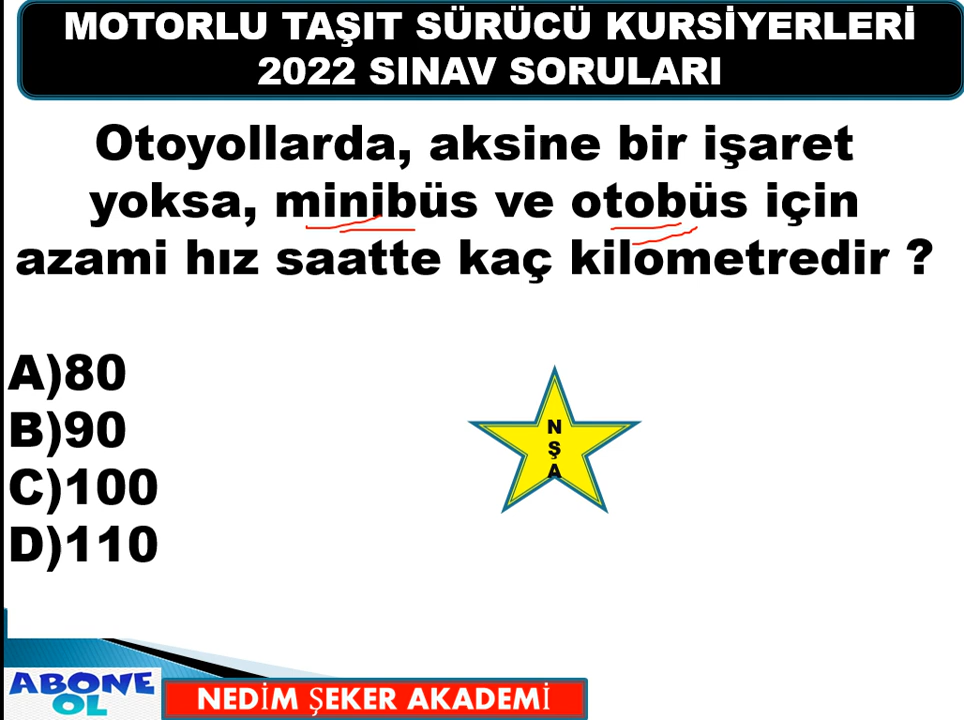 MOTORLU TAŞIT SÜRÜCÜ KURSİYERLERİ
2022 SINAV SORULARI
Otoyollarda, aksine bir işaret
yoksa, minibüs ve otobüs için
azami hız saatte kaç kilometredir ?
A)80
B)90
C)100
D)110
N
Ş
A
ABONE
OL
NEDİM ŞEKER AKADEMİ